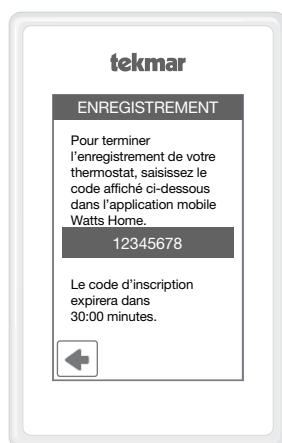 tekmar
ENREGISTREMENT
Pour terminer
l'enregistrement de votre
thermostat, saisissez le
code affiché ci-dessous
dans l'application mobile
Watts Home.
12345678
Le code d'inscription
expirera dans
30:00 minutes.